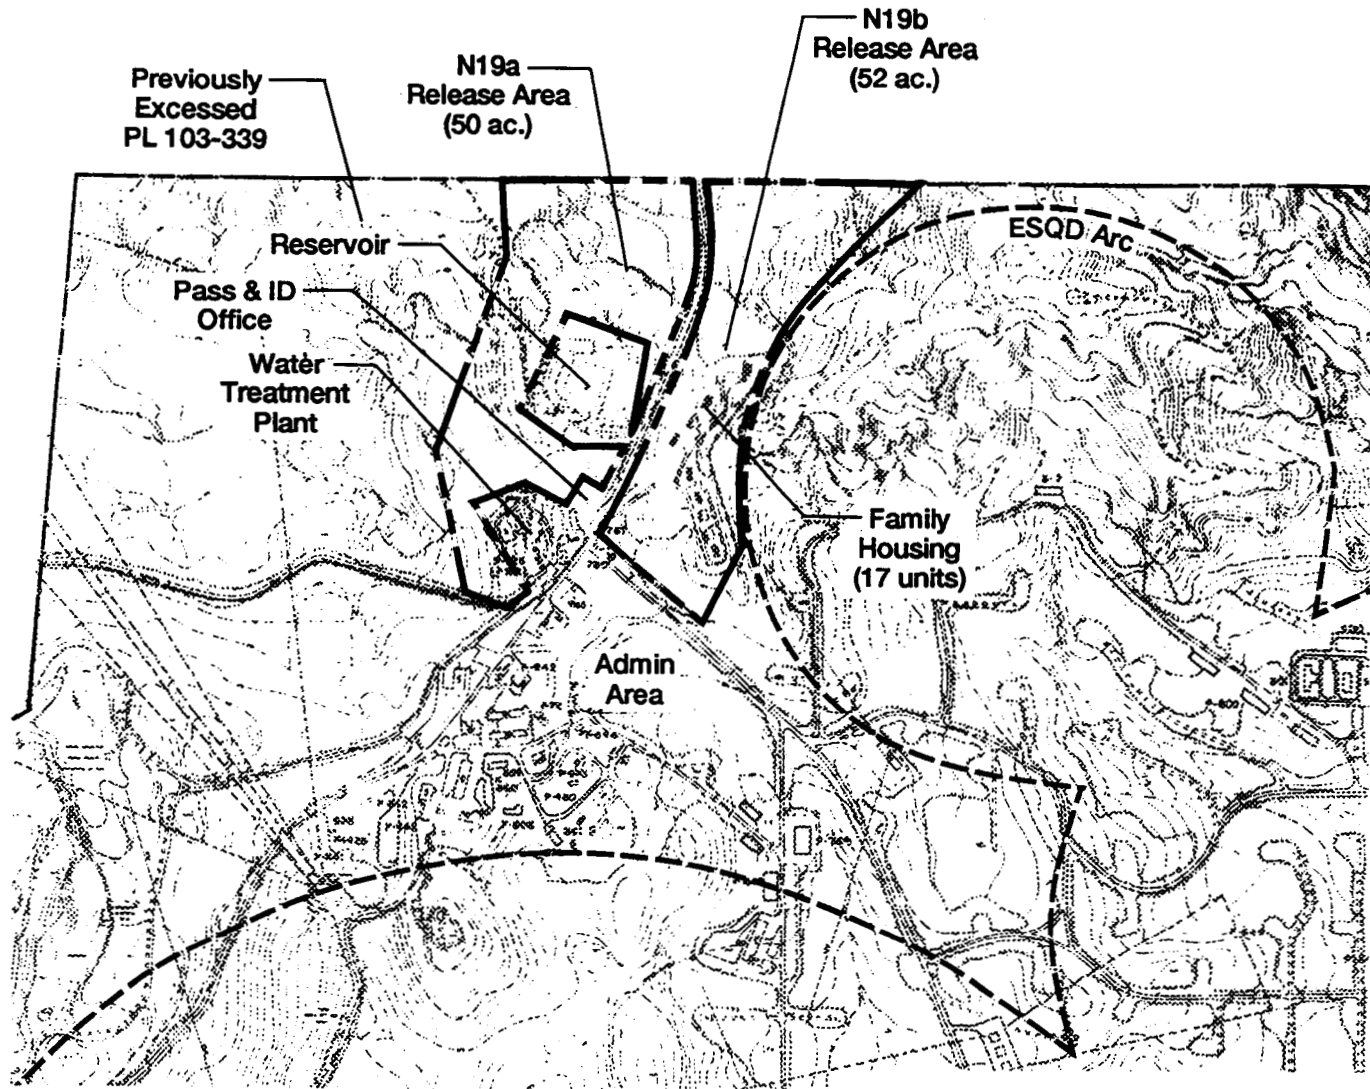 N19b
Release Area
(52 ac.)
N19a
Release Area
(50 ac.)
Previously
Excessed
PL 103-339
Reservoir
ESQD Arc
Pass & ID
Office
Water
Treatment
Plant
Family
Housing
(17 units)
Admin
Area